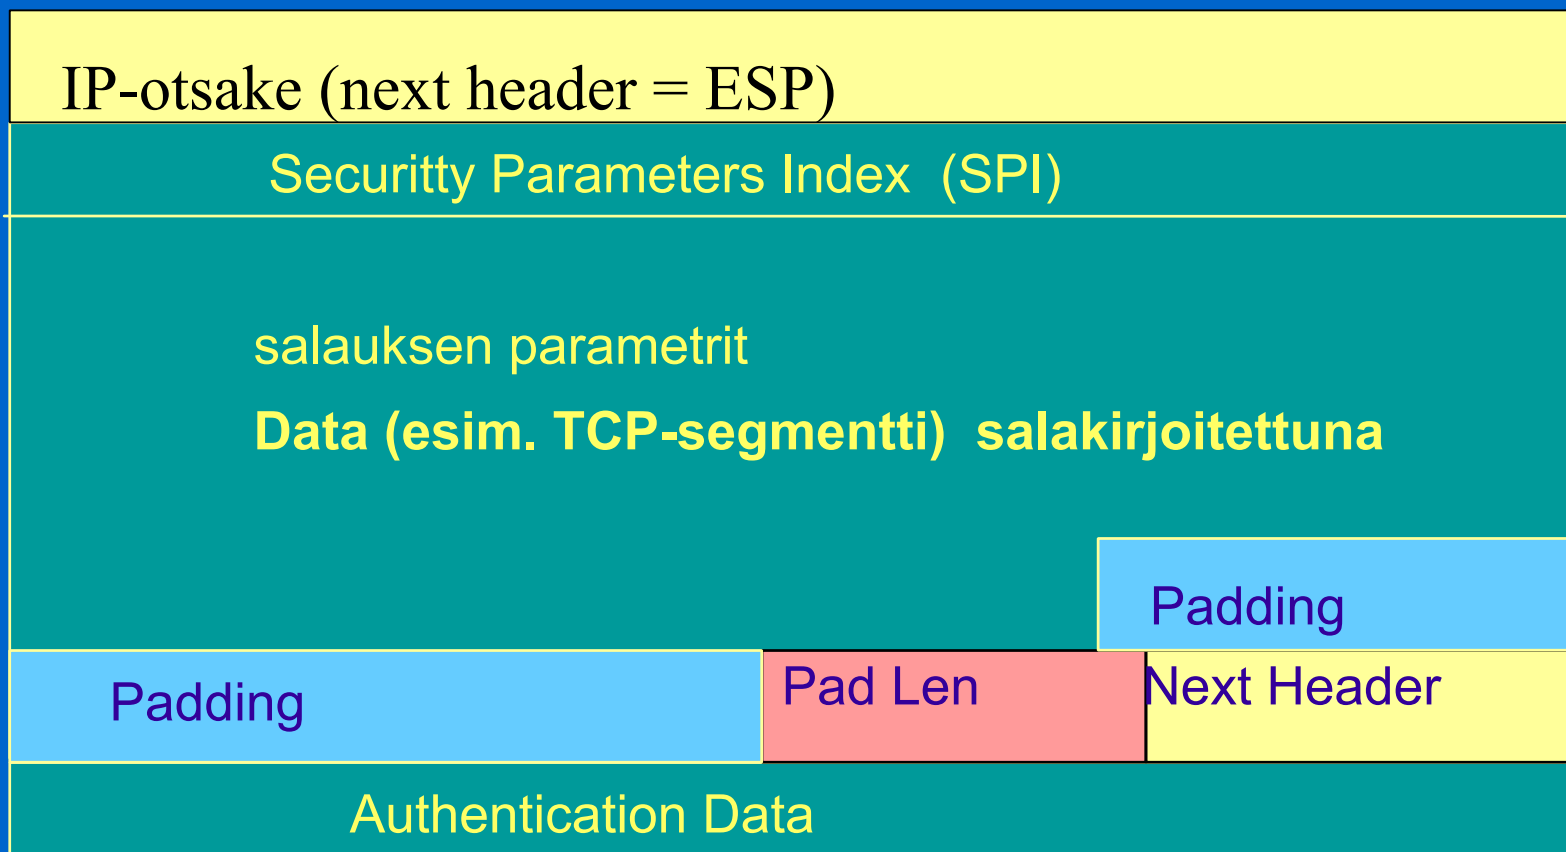 IP-otsake (next header = ESP)
Securitty Parameters Index (SPI)
salauksen parametrit
Data (esim. TCP-segmentti) salakirjoitettuna
Padding
Padding
Pad Len
Next Header
Authentication Data